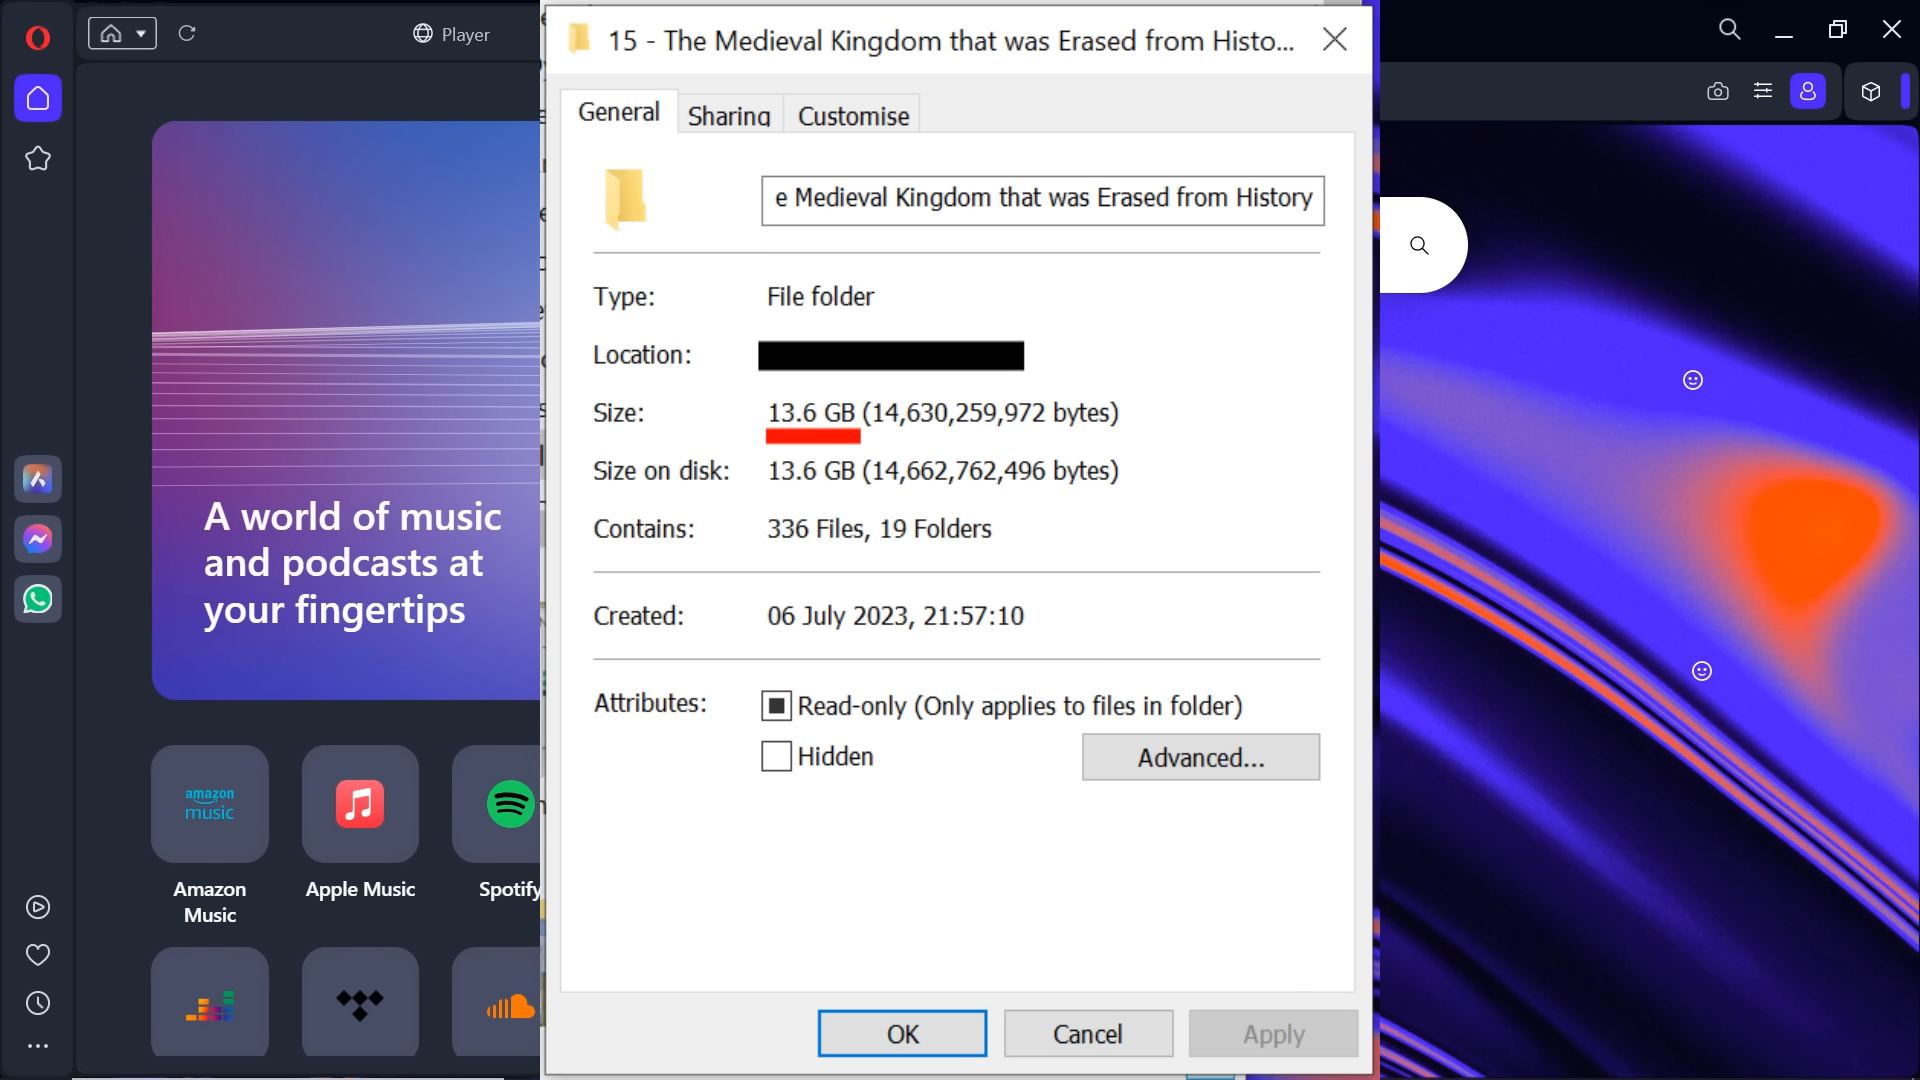 Player
A world of music
and podcasts at
your fingertips
amazon
music
Amazon
Music
Apple Music
Spotify
15 - The Medieval Kingdom that was Erased from Histo...
General
Sharing
Customise
e Medieval Kingdom that was Erased from History
Type: File folder
Location:
Size: 13.6 GB (14,630,259,972 bytes)
Size on disk: 13.6 GB (14,662,762,496 bytes)
Contains: 336 Files, 19 Folders
Created: 06 July 2023, 21:57:10
Attributes: Read-only (Only applies to files in folder)
Hidden
Advanced...
OK
Cancel
Apply